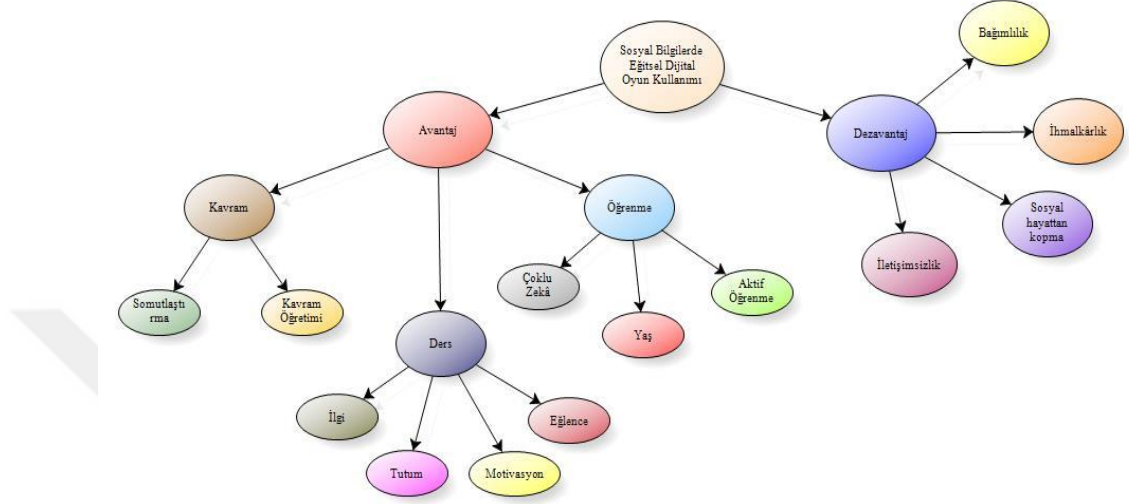 Sosyal Bilgilerde
Eğitsel Dijital
Oyun Kullanımı
Bağımlılık
Avantaj
Dezavantaj
İhmalkârlık
Kavram
Öğrenme
Sosyal
hayattan
kopma
İletişimsizlik
Çoklu
Zekâ
Aktif
Öğrenme
Somutlaştı
rma
Kavram
Öğretimi
Yaş
Ders
İlgi
Eğlence
Tutum
Motivasyon